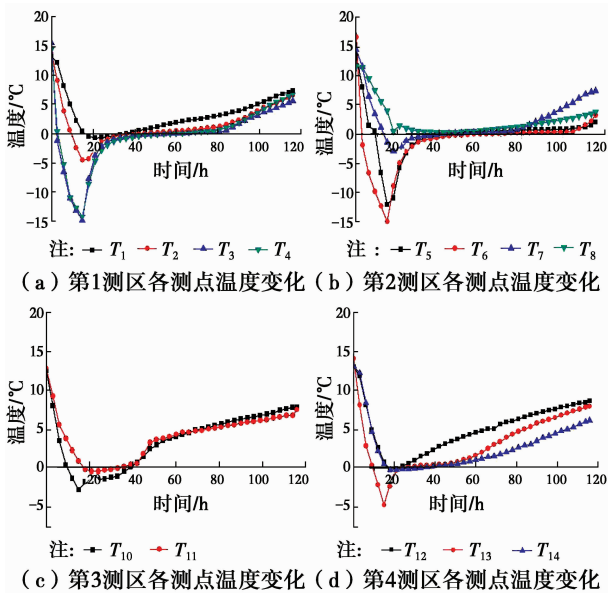 20
15
10
5
0
-5
-10
-15
20 40 60 80 100 120
温度/℃
时间/h
注: T₁ T₂ T₃ T₄
(a)第1测区各测点温度变化
20
15
10
5
0
-5
-10
-15
20 40 60 80 100 120
温度/℃
时间/h
注: T₅ T₆ T₇ T₈
(b)第2测区各测点温度变化
20
15
10
5
0
-5
20 40 60 80 100 120
温度/℃
时间/h
注: T₁₀ T₁₁
(c)第3测区各测点温度变化
20
15
10
5
0
-5
20 40 60 80 100 120
温度/℃
时间/h
注: T₁₂ T₁₃ T₁₄
(d)第4测区各测点温度变化